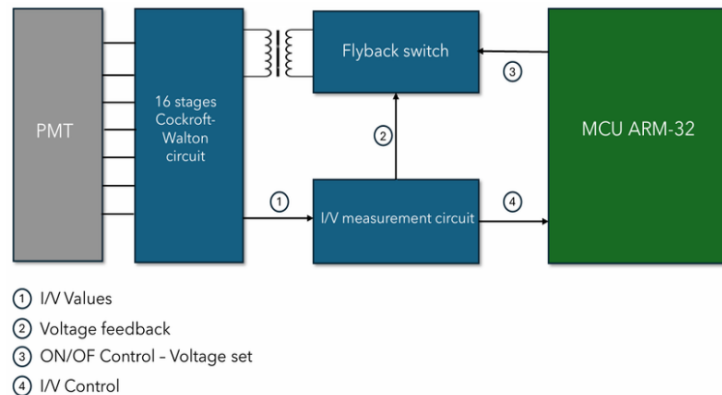 PMT
16 stages
Cockroft-
Walton
circuit
Flyback switch
3
MCU ARM-32
2
1
I/V measurement circuit
4
1 I/V Values
2 Voltage feedback
3 ON/OF Control – Voltage set
4 I/V Control